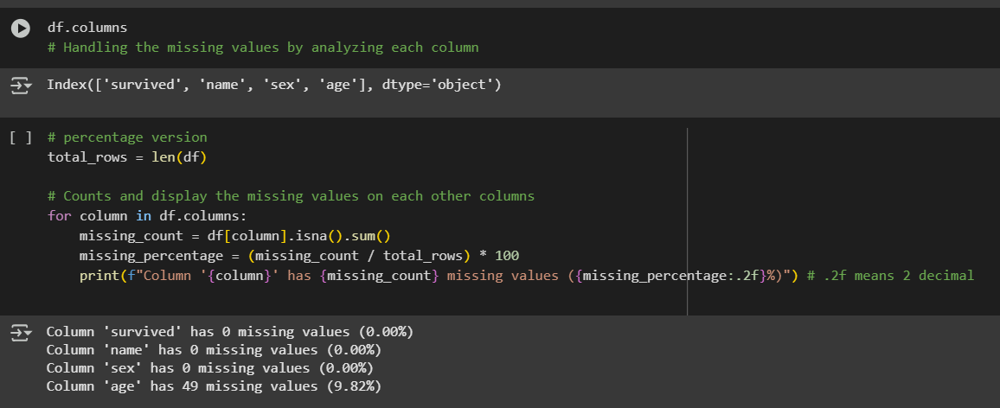 df.columns
# Handling the missing values by analyzing each column
Index(['survived', 'name', 'sex', 'age'], dtype='object')
[ ] # percentage version
total_rows = len(df)
# Counts and display the missing values on each other columns
for column in df.columns:
    missing_count = df[column].isna().sum()
    missing_percentage = (missing_count / total_rows) * 100
    print(f"Column '{column}' has {missing_count} missing values ({missing_percentage:.2f}%)") # .2f means 2 decimal
Column 'survived' has 0 missing values (0.00%)
Column 'name' has 0 missing values (0.00%)
Column 'sex' has 0 missing values (0.00%)
Column 'age' has 49 missing values (9.82%)